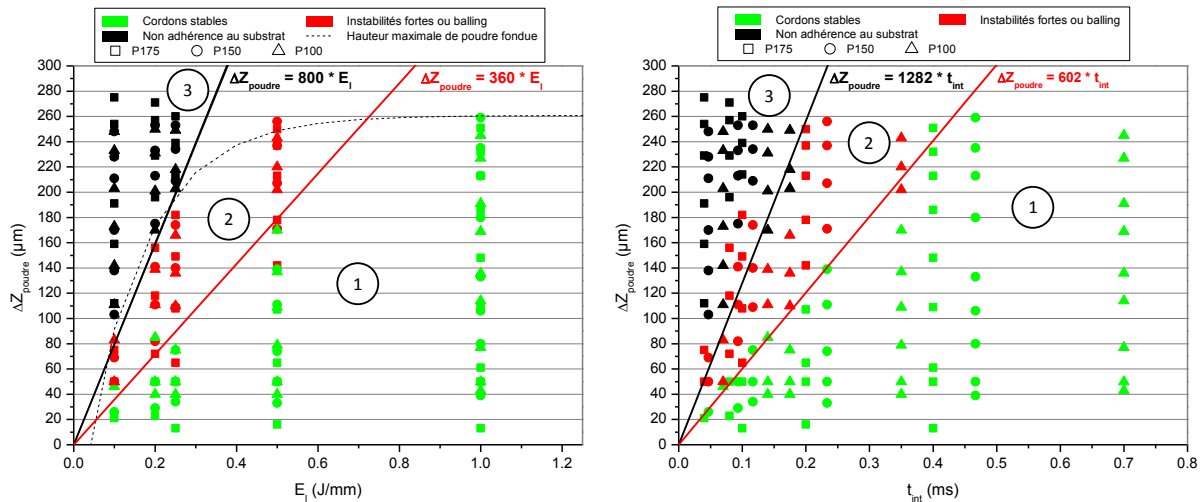 Cordons stables
Instabilités fortes ou balling
Non adhérence au substrat
Hauteur maximale de poudre fondue
P175 P150 P100
300
280
260
240
220
200
180
160
140
120
100
80
60
40
20
0
ΔZpoudre (µm)
3
2
1
ΔZpoudre = 800 * El
ΔZpoudre = 360 * El
0.0 0.2 0.4 0.6 0.8 1.0 1.2
El (J/mm)
Cordons stables
Instabilités fortes ou balling
Non adhérence au substrat
P175 P150 P100
300
280
260
240
220
200
180
160
140
120
100
80
60
40
20
0
ΔZpoudre (µm)
3
2
1
ΔZpoudre = 1282 * tint
ΔZpoudre = 602 * tint
0.0 0.1 0.2 0.3 0.4 0.5 0.6 0.7 0.8
tint (ms)